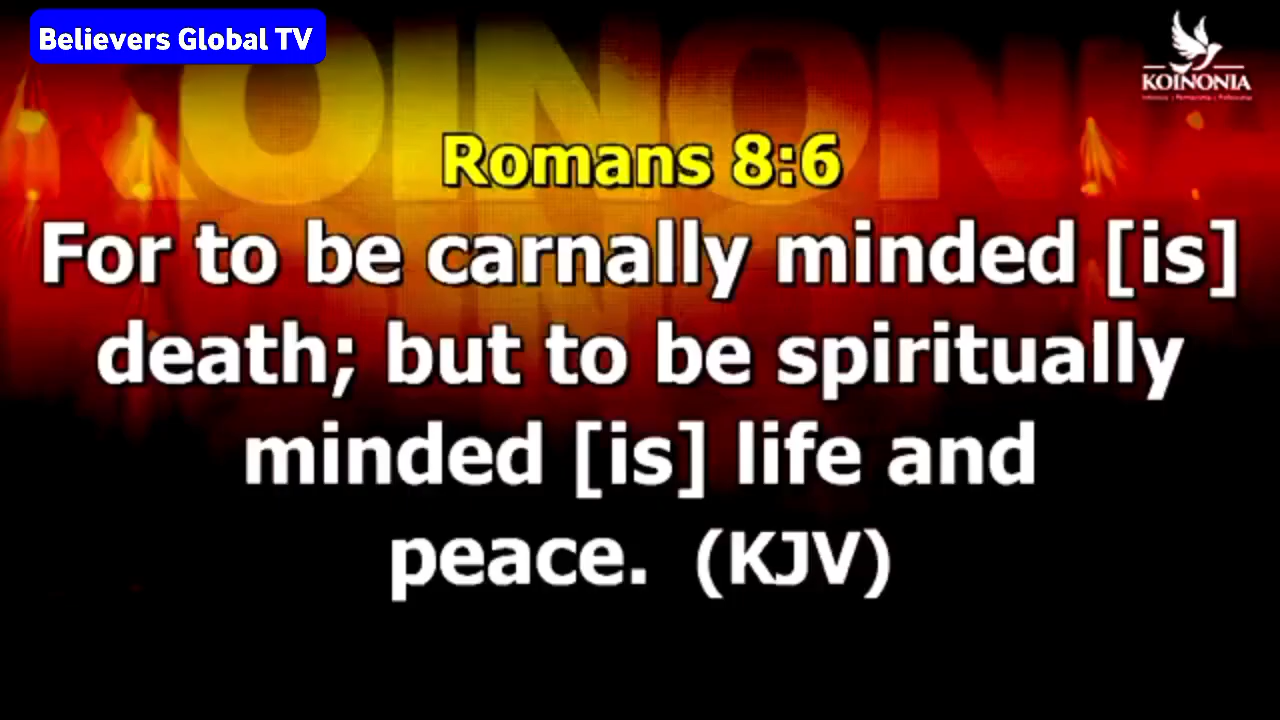 Believers Global TV
KOINONIA
KOINONIA
Romans 8:6
For to be carnally minded [is]
death; but to be spiritually
minded [is] life and
peace. (KJV)